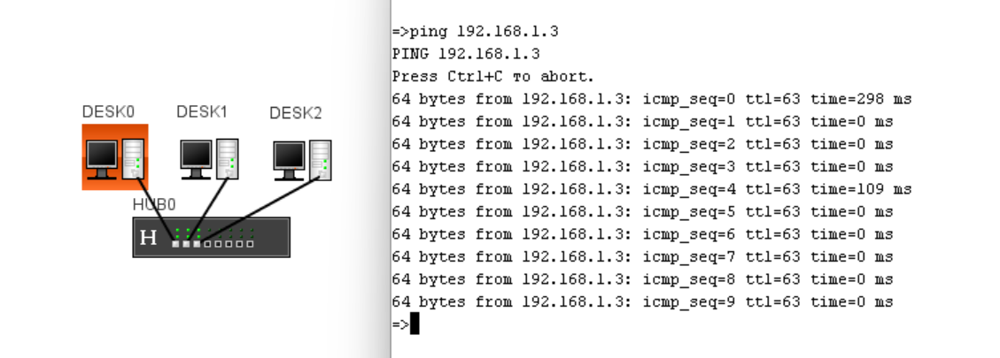 DESK0
DESK1
DESK2
HUB0
H
=>ping 192.168.1.3
PING 192.168.1.3
Press Ctrl+C то abort.
64 bytes from 192.168.1.3: icmp_seq=0 ttl=63 time=298 ms
64 bytes from 192.168.1.3: icmp_seq=1 ttl=63 time=0 ms
64 bytes from 192.168.1.3: icmp_seq=2 ttl=63 time=0 ms
64 bytes from 192.168.1.3: icmp_seq=3 ttl=63 time=0 ms
64 bytes from 192.168.1.3: icmp_seq=4 ttl=63 time=109 ms
64 bytes from 192.168.1.3: icmp_seq=5 ttl=63 time=0 ms
64 bytes from 192.168.1.3: icmp_seq=6 ttl=63 time=0 ms
64 bytes from 192.168.1.3: icmp_seq=7 ttl=63 time=0 ms
64 bytes from 192.168.1.3: icmp_seq=8 ttl=63 time=0 ms
64 bytes from 192.168.1.3: icmp_seq=9 ttl=63 time=0 ms
=>